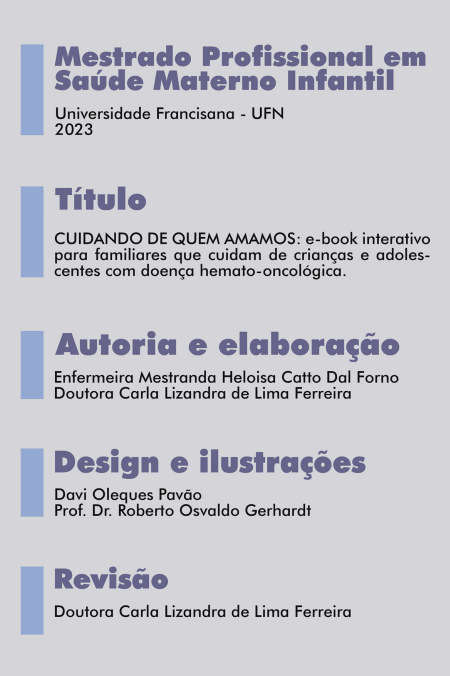 Mestrado Profissional em
Saúde Materno Infantil
Universidade Francisana - UFN
2023
Título
CUIDANDO DE QUEM AMAMOS: e-book interativo
para familiares que cuidam de crianças e adoles-
centes com doença hemato-oncológica.
Autoria e elaboração
Enfermeira Mestranda Heloisa Catto Dal Forno
Doutora Carla Lizandra de Lima Ferreira
Design e ilustrações
Davi Oleques Pavão
Prof. Dr. Roberto Osvaldo Gerhardt
Revisão
Doutora Carla Lizandra de Lima Ferreira